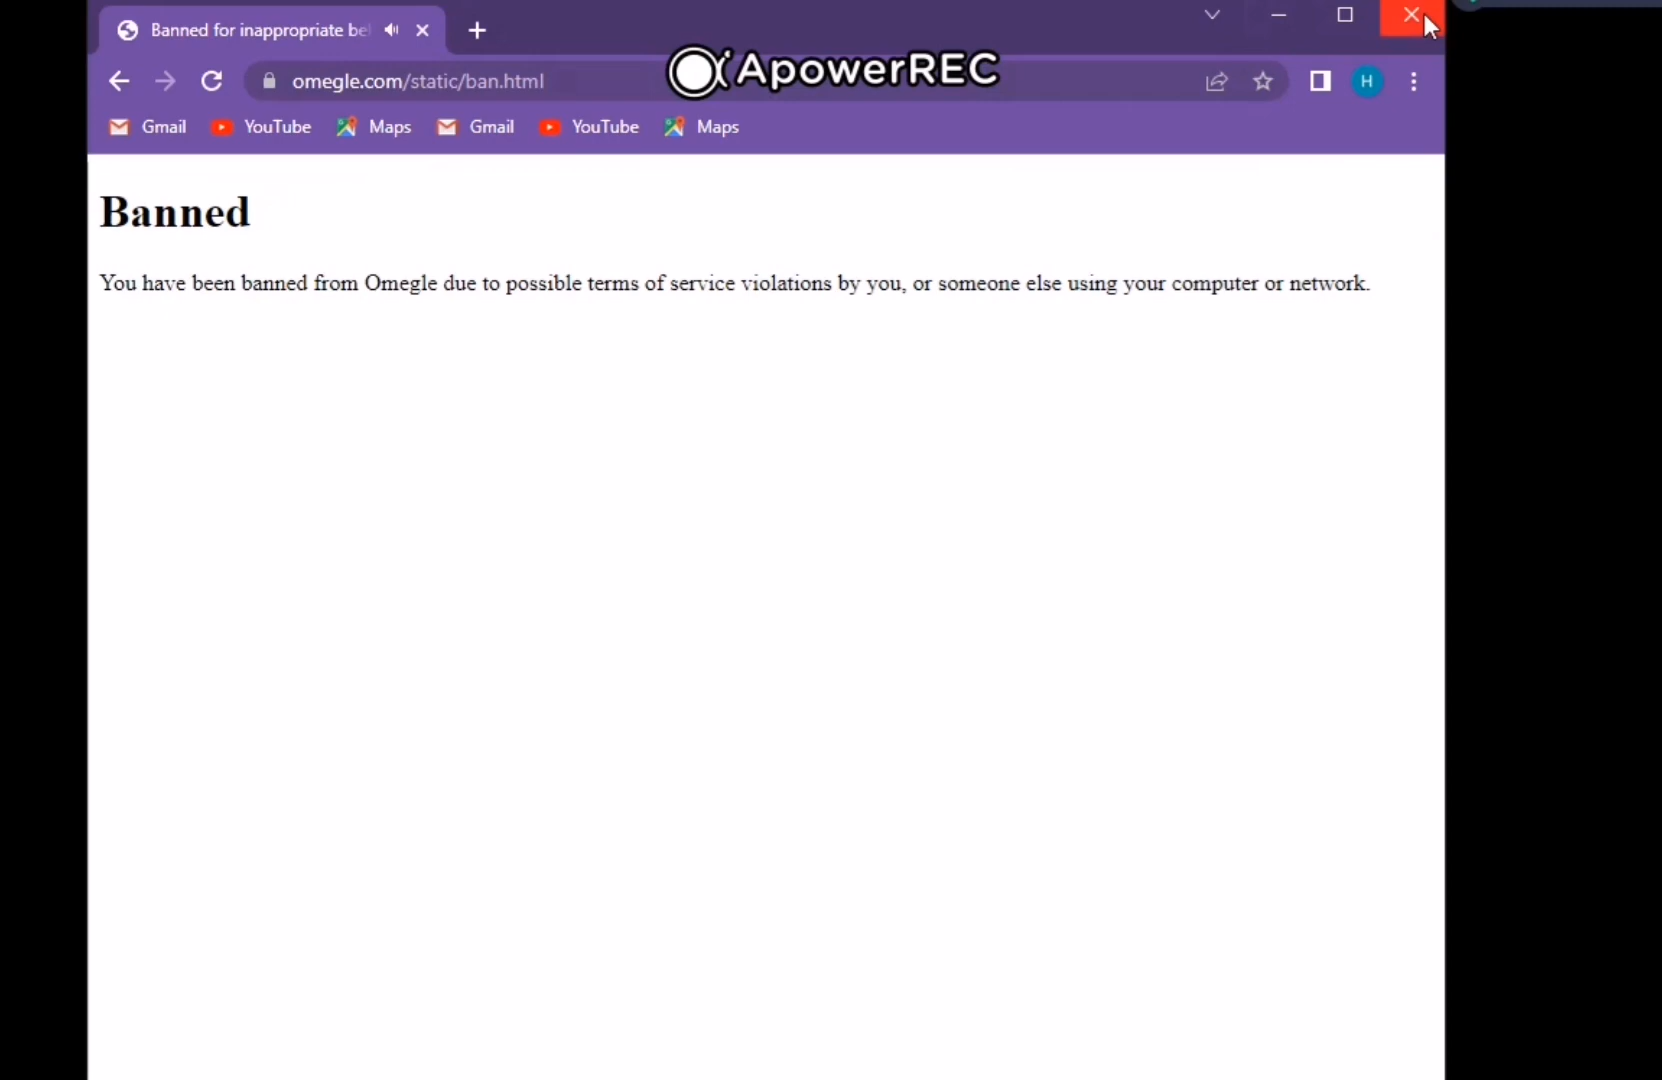 Banned for inappropriate be
omegle.com/static/ban.html
ApowerREC
H
Gmail YouTube Maps Gmail YouTube Maps
Banned
You have been banned from Omegle due to possible terms of service violations by you, or someone else using your computer or network.